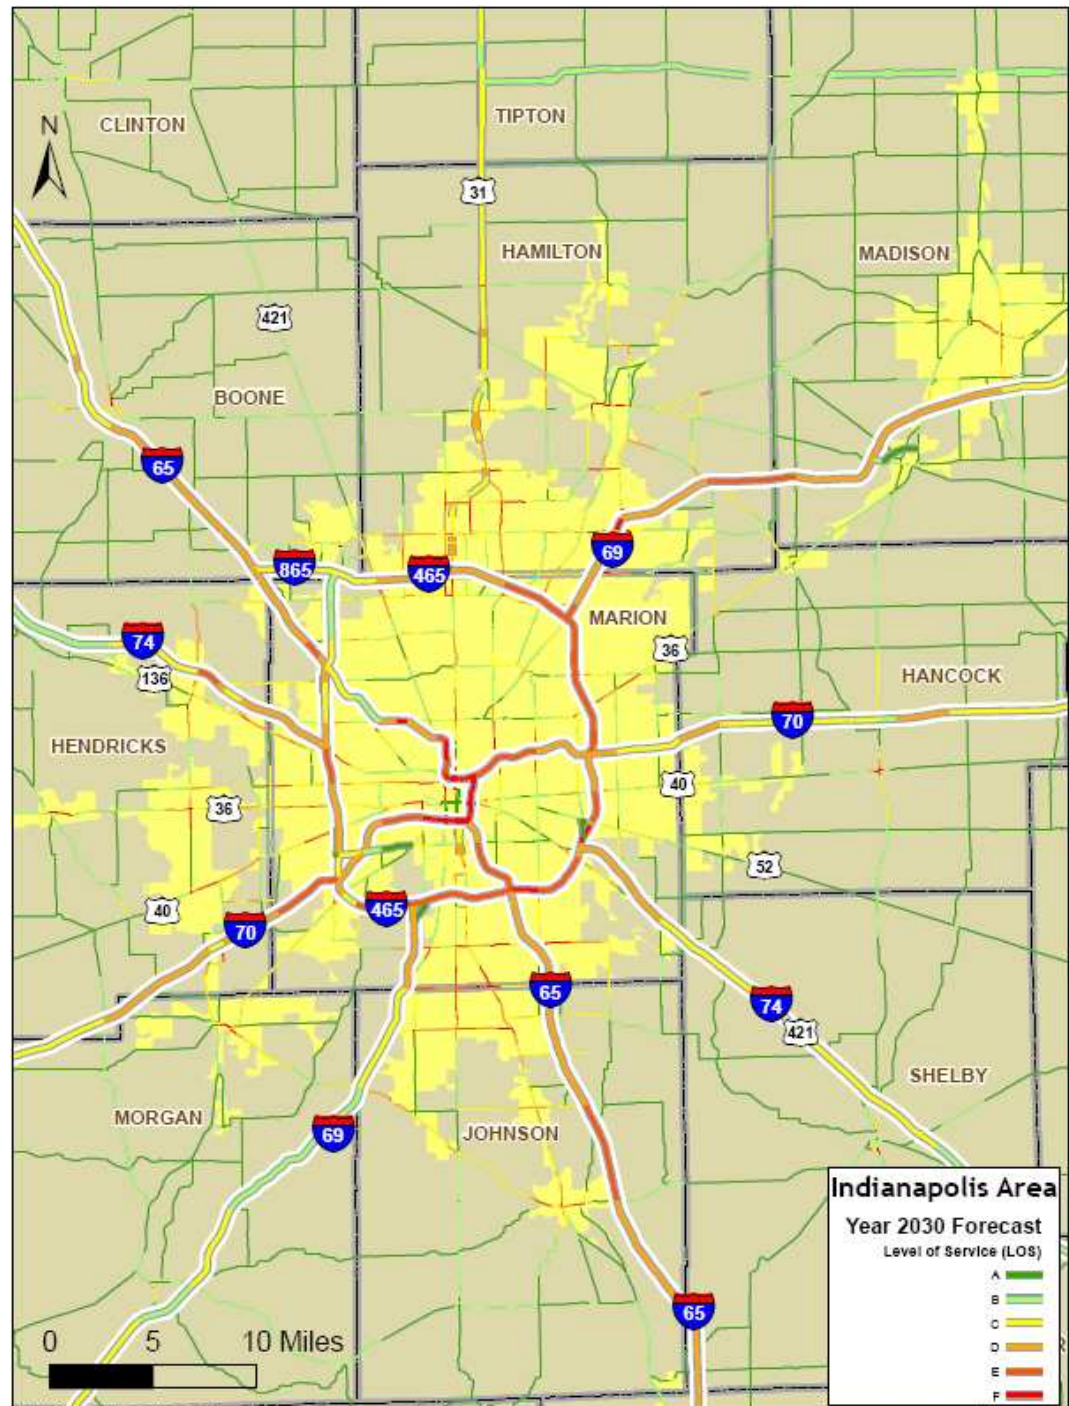 CLINTON
TIPTON
N
31
HAMILTON
MADISON
421
BOONE
65
69
865
465
MARION
74
36
136
HANCOCK
70
HENDRICKS
40
36
52
40
465
70
65
74
421
SHELBY
MORGAN
69
JOHNSON
Indianapolis Area
Year 2030 Forecast
Level of Service (LOS)
A
B
C
D
E
F
65
0 5 10 Miles
R